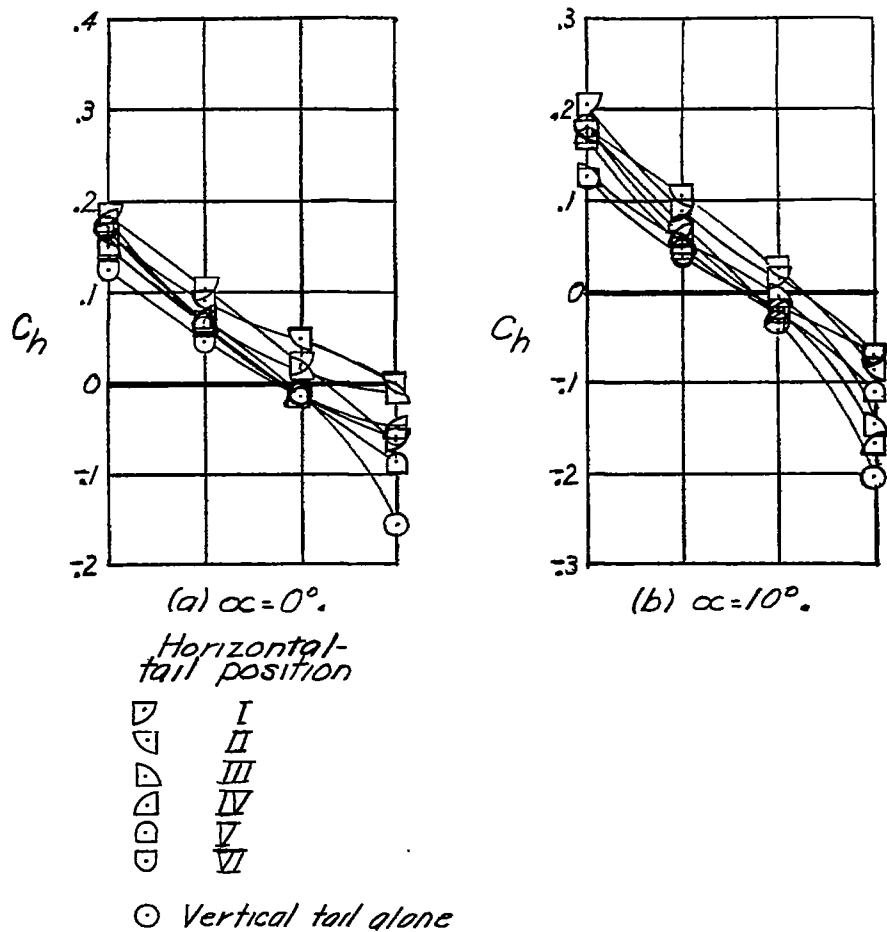 .4
.3
.2
.1
0
-.1
-.2
C_h
(a) α=0°.
.3
.2
.1
0
-.1
-.2
-.3
C_h
(b) α=10°.
Horizontal-
tail position
I
II
III
IV
V
VI
Vertical tail alone